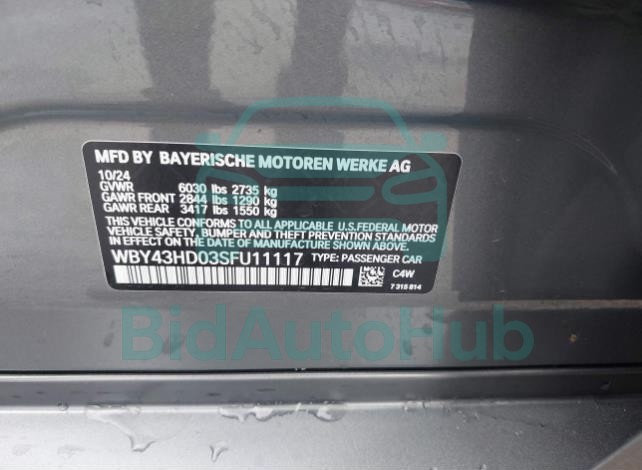 MFD BY BAYERISCHE MOTOREN WERKE AG
10/24
GVWR 6030 lbs 2735 kg
GAWR FRONT 2844 lbs 1290 kg
GAWR REAR 3417 lbs 1550 kg
THIS VEHICLE CONFORMS TO ALL APPLICABLE U.S.FEDERAL MOTOR
VEHICLE SAFETY, BUMPER AND THEFT PREVENTION STANDARDS
IN EFFECT ON THE DATE OF MANUFACTURE SHOWN ABOVE.
WBY43HD03SFU11117 TYPE: PASSENGER CAR
C4W
7 315 814
BidAutoHub